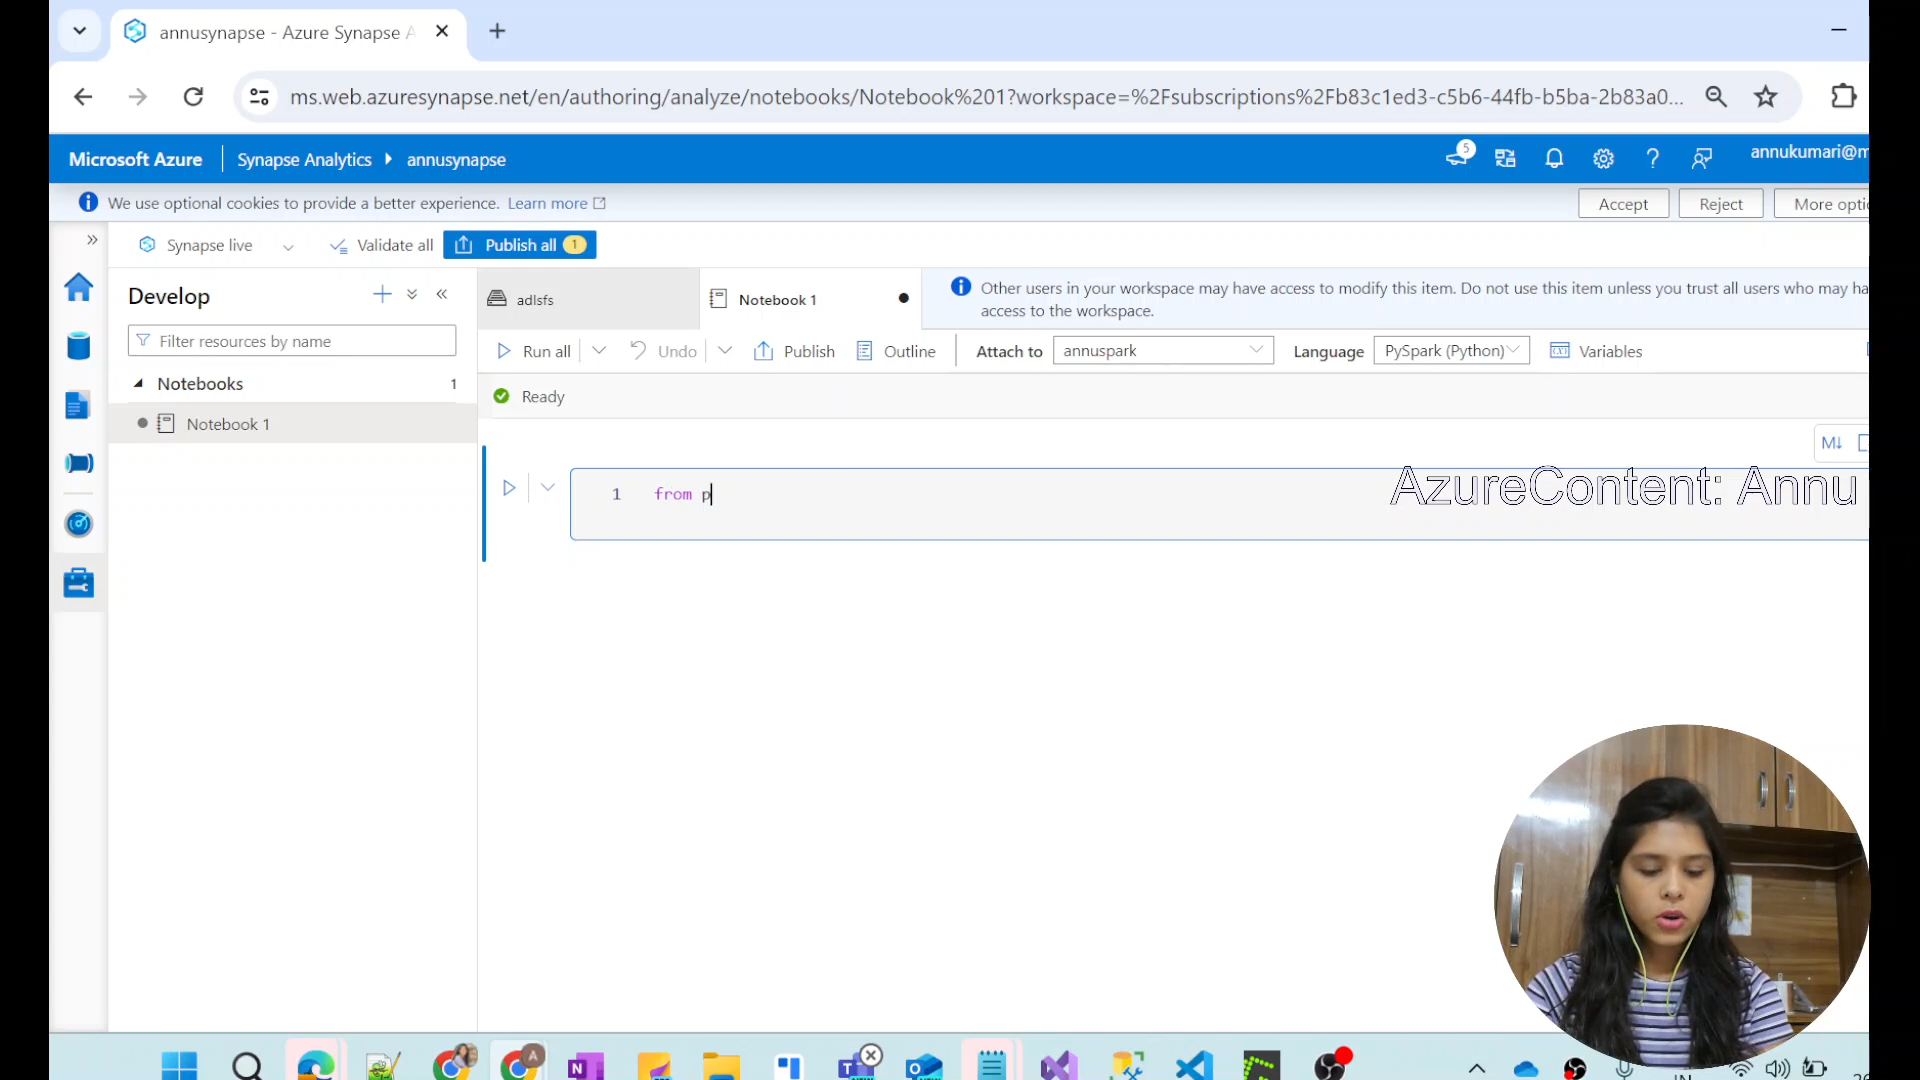 annusynapse - Azure Synapse A
ms.web.azuresynapse.net/en/authoring/analyze/notebooks/Notebook%201?workspace=%2Fsubscriptions%2Fb83c1ed3-c5b6-44fb-b5ba-2b83a0...
Microsoft Azure
Synapse Analytics
annusynapse
5
annukumari@m
We use optional cookies to provide a better experience. Learn more
Accept
Reject
More optio
Synapse live
Validate all
Publish all 1
Develop
Filter resources by name
Notebooks 1
Notebook 1
adlsfs
Notebook 1
Other users in your workspace may have access to modify this item. Do not use this item unless you trust all users who may ha
access to the workspace.
Run all
Undo
Publish
Outline
Attach to
annuspark
Language
PySpark (Python)
Variables
Ready
M↓
1 from p
AzureContent: Annu
A
N
T
NEW
O
NEW
IN